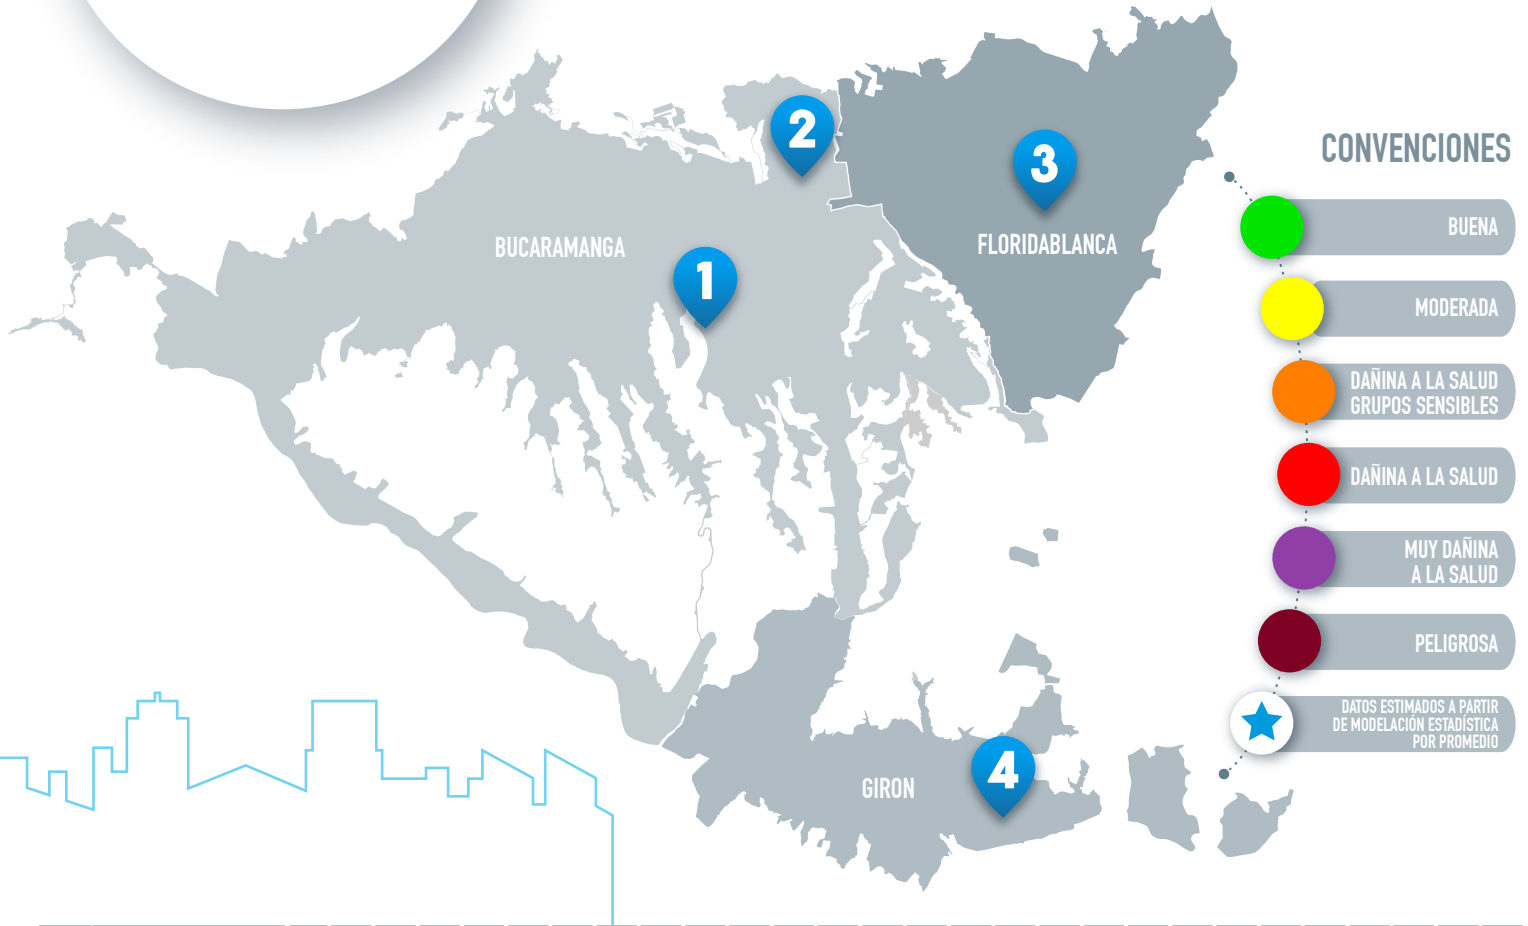 2
3
CONVENCIONES
BUCARAMANGA
FLORIDABLANCA
1
BUENA
MODERADA
DAÑINA A LA SALUD
GRUPOS SENSIBLES
DAÑINA A LA SALUD
MUY DAÑINA
A LA SALUD
PELIGROSA
DATOS ESTIMADOS A PARTIR
DE MODELACIÓN ESTADÍSTICA
POR PROMEDIO
GIRON
4